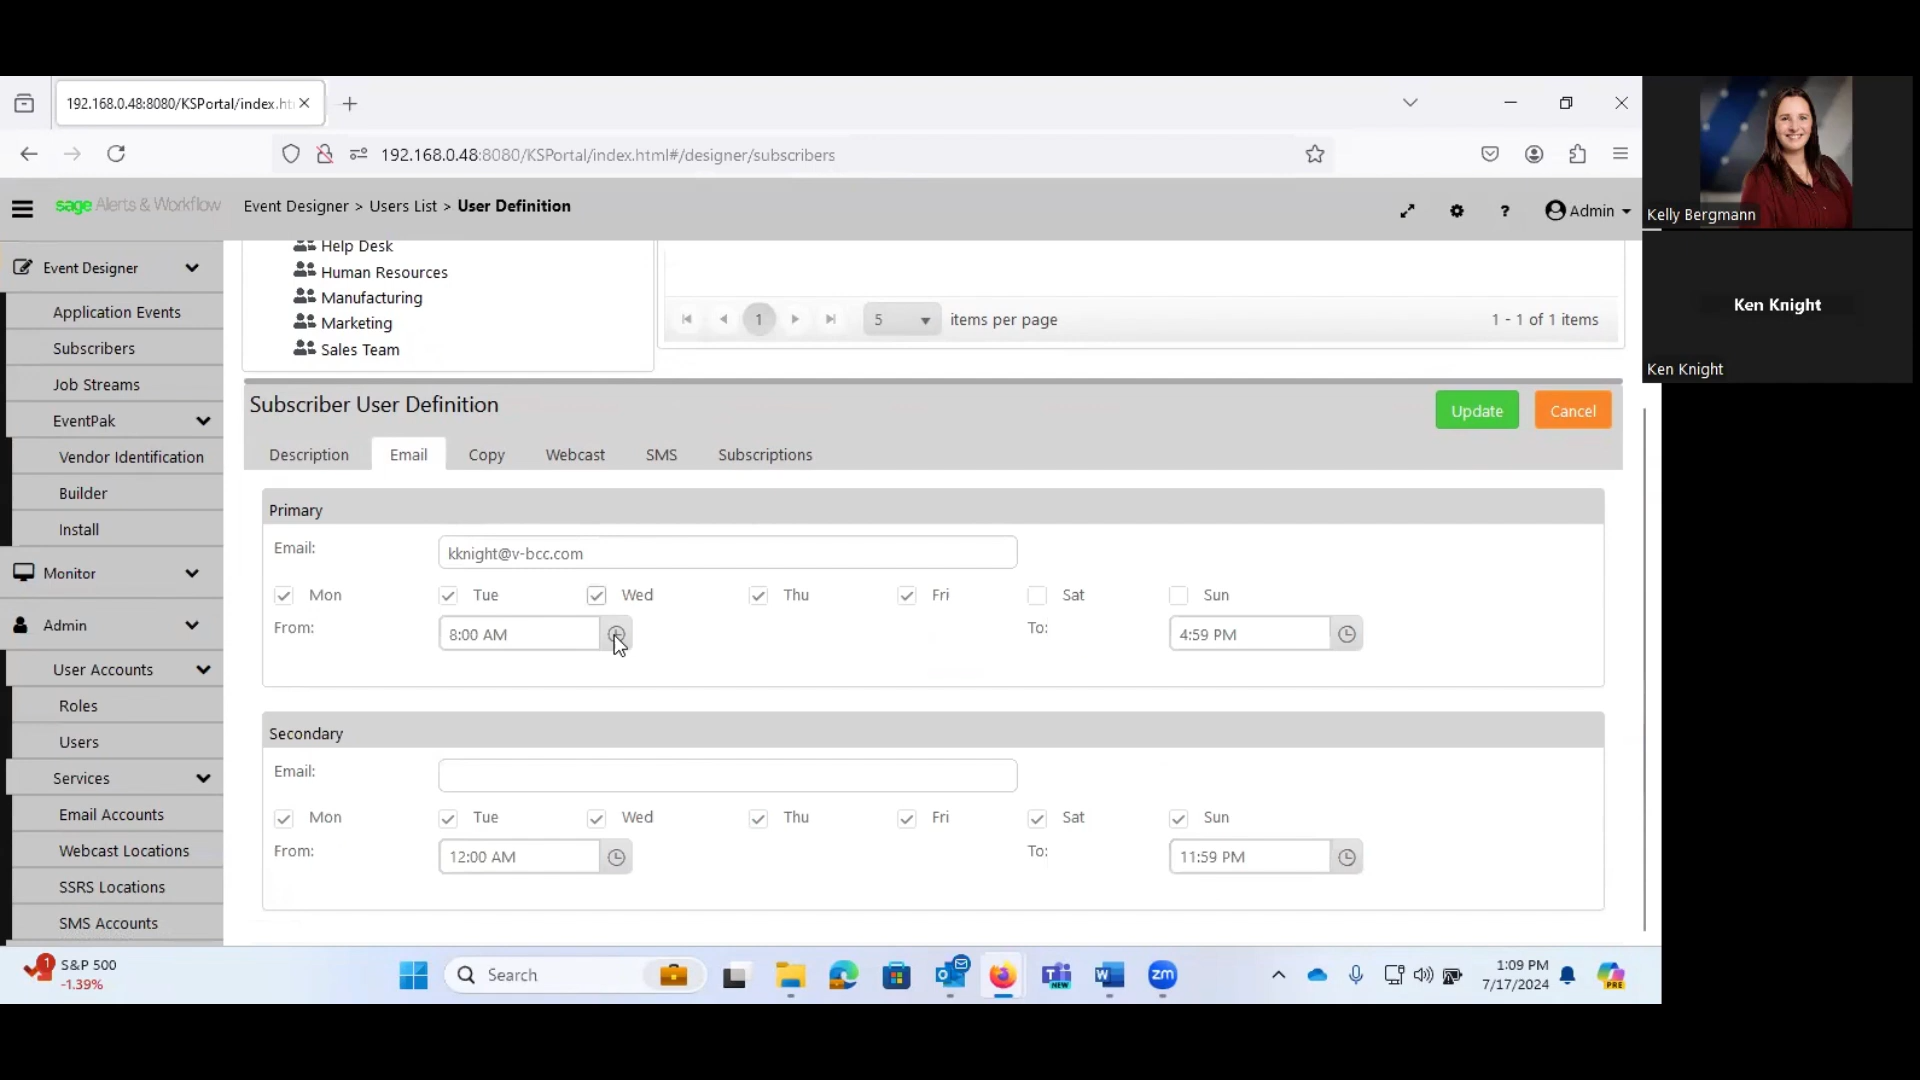 192.168.0.48:8080/KSPortal/index.ht
192.168.0.48:8080/KSPortal/index.html#/designer/subscribers
Kelly Bergmann
Ken Knight
Ken Knight
sage Alerts & Workflow
Event Designer > Users List > User Definition
? Admin
Event Designer
Application Events
Subscribers
Job Streams
EventPak
Vendor Identification
Builder
Install
Monitor
Admin
User Accounts
Roles
Users
Services
Email Accounts
Webcast Locations
SSRS Locations
SMS Accounts
Help Desk
Human Resources
Manufacturing
Marketing
Sales Team
1 5 items per page 1 - 1 of 1 items
Subscriber User Definition
Update Cancel
Description Email Copy Webcast SMS Subscriptions
Primary
Email: kknight@v-bcc.com
Mon Tue Wed Thu Fri Sat Sun
From: 8:00 AM To: 4:59 PM
Secondary
Email:
Mon Tue Wed Thu Fri Sat Sun
From: 12:00 AM To: 11:59 PM
1
S&P 500
-1.39%
Search
NEW
zm
PRE
1:09 PM
7/17/2024